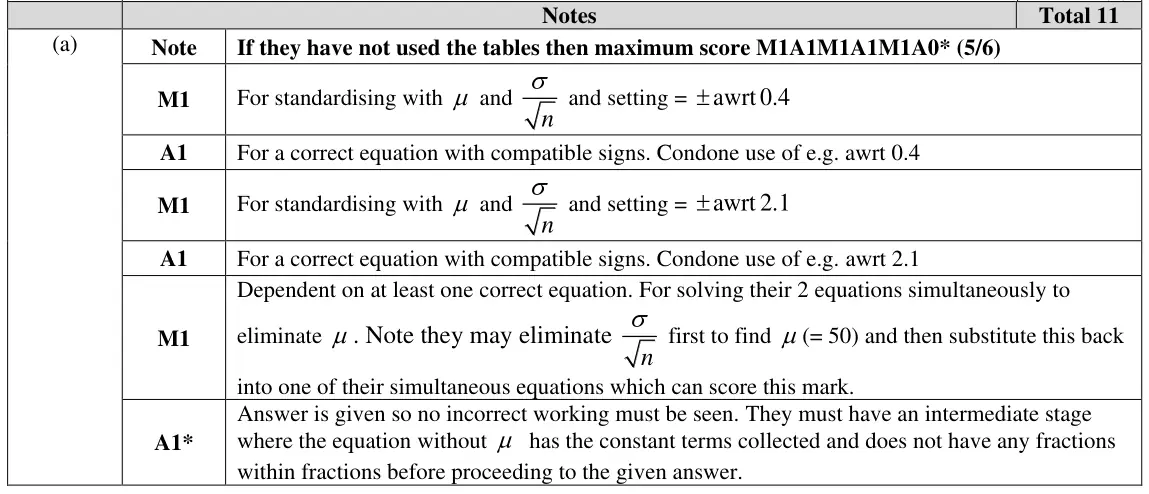 Notes Total 11
(a) Note If they have not used the tables then maximum score M1A1M1A1M1A0* (5/6)
M1 For standardising with μ and σ/√n and setting = ±awrt 0.4
A1 For a correct equation with compatible signs. Condone use of e.g. awrt 0.4
M1 For standardising with μ and σ/√n and setting = ±awrt 2.1
A1 For a correct equation with compatible signs. Condone use of e.g. awrt 2.1
Dependent on at least one correct equation. For solving their 2 equations simultaneously to
M1 eliminate μ. Note they may eliminate σ/√n first to find μ (= 50) and then substitute this back
into one of their simultaneous equations which can score this mark.
Answer is given so no incorrect working must be seen. They must have an intermediate stage
A1* where the equation without μ has the constant terms collected and does not have any fractions
within fractions before proceeding to the given answer.